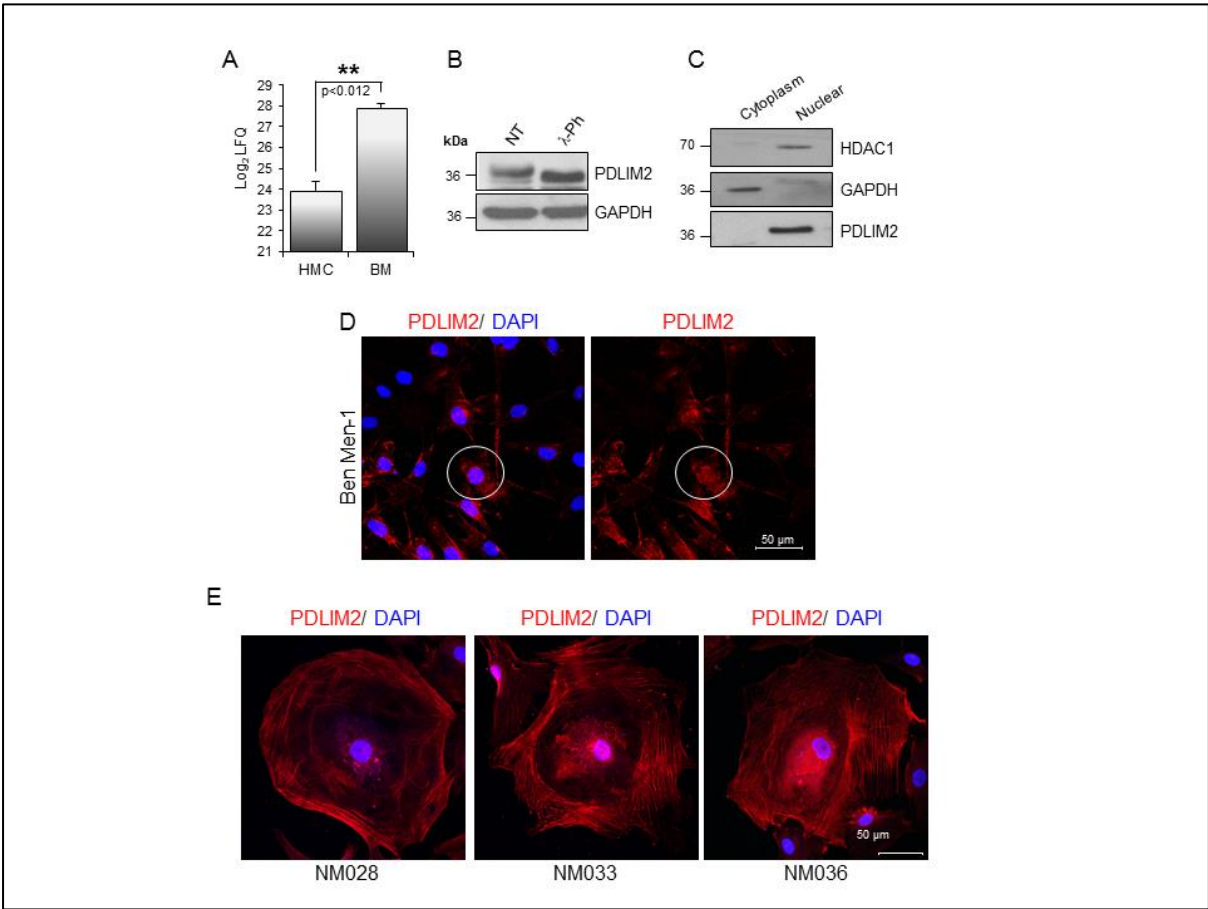 A
**
p<0.012
29
28
27
26
25
24
23
22
21
Log₂ LFQ
HMC BM
B
NT λ-Ph
kDa
36 PDLIM2
36 GAPDH
C
Cytoplasm Nuclear
70 HDAC1
36 GAPDH
36 PDLIM2
D
PDLIM2/ DAPI PDLIM2
Ben Men-1
50 µm
E
PDLIM2/ DAPI PDLIM2/ DAPI PDLIM2/ DAPI
50 µm
NM028 NM033 NM036